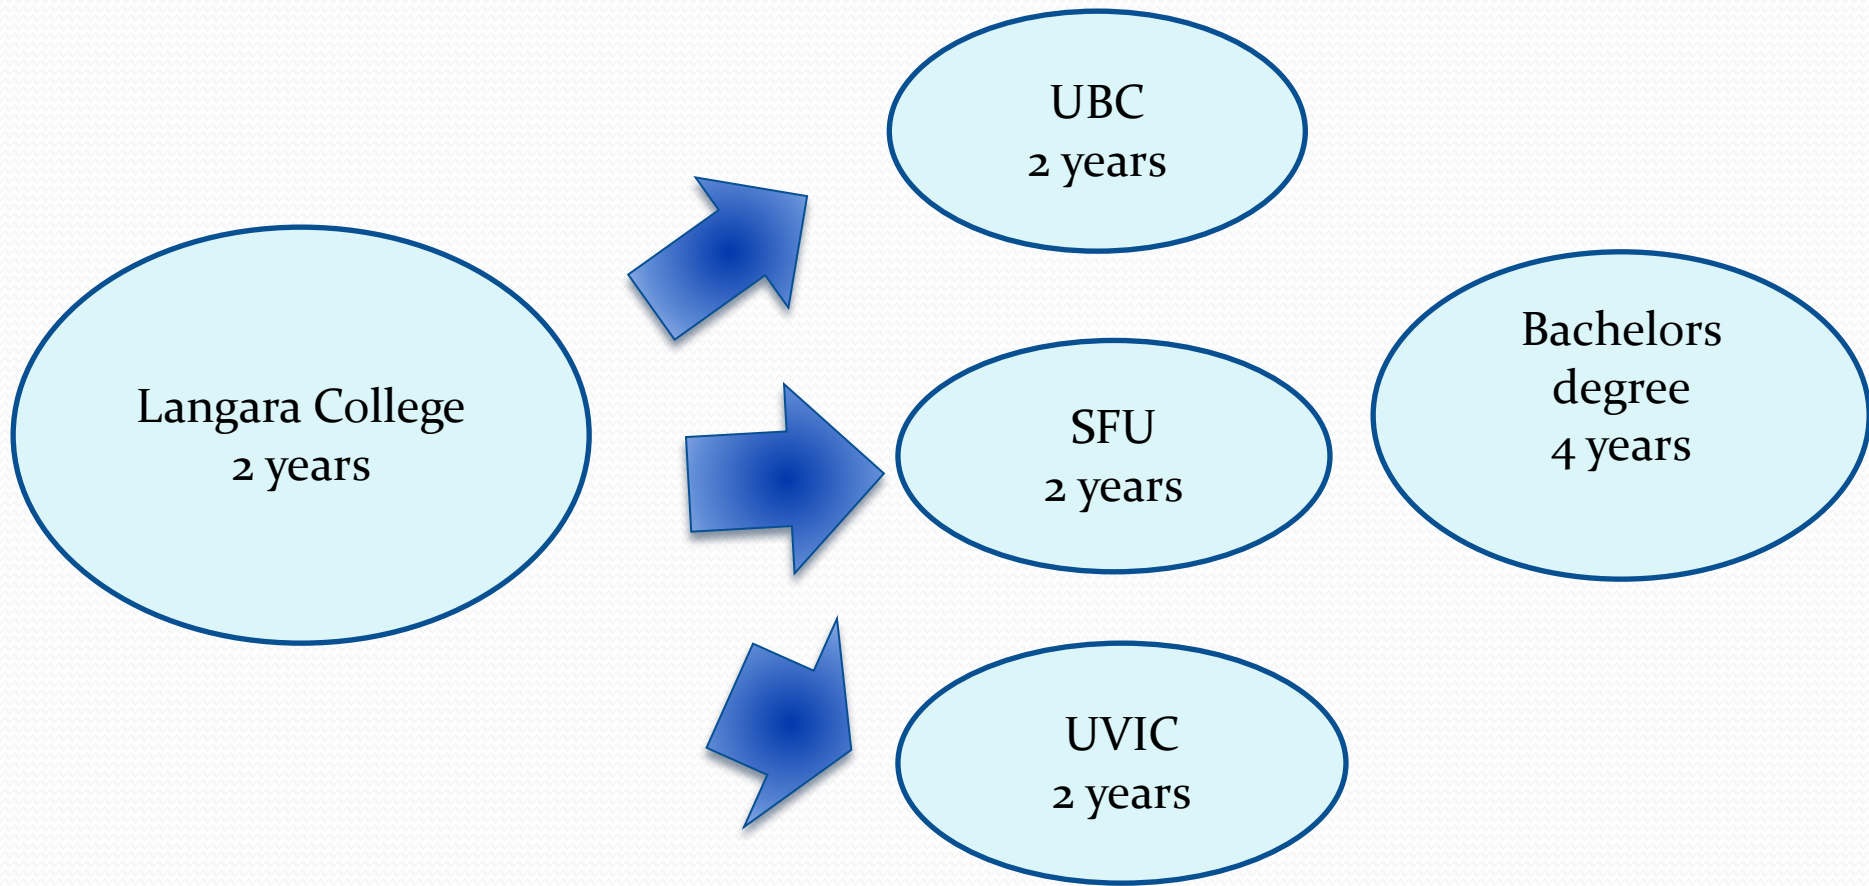 Langara College
2 years
UBC
2 years
SFU
2 years
UVIC
2 years
Bachelors
degree
4 years